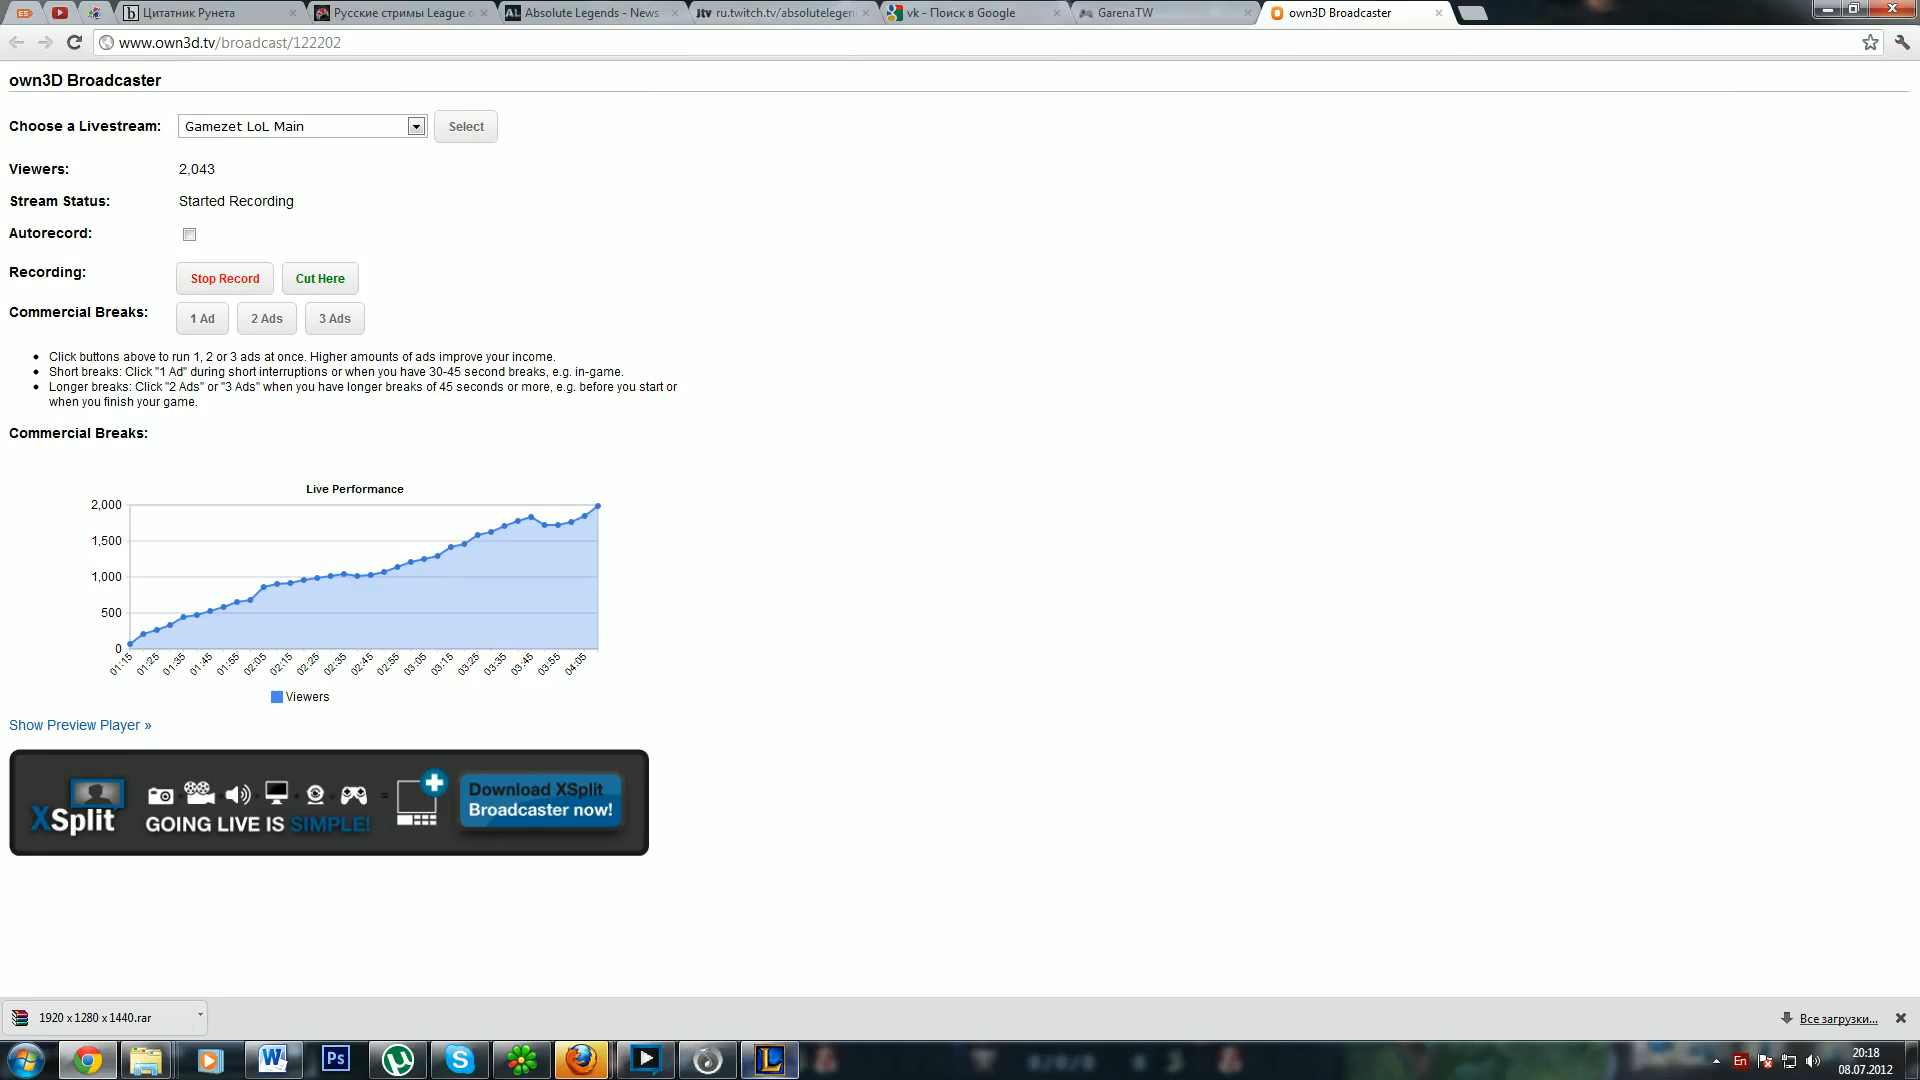 ES
Цитатник Рунета
Русские стримы League o
AL Absolute Legends - News
jtv ru.twitch.tv/absolutelegen
vk - Поиск в Google
GarenaTW
own3D Broadcaster
www.own3d.tv/broadcast/122202
own3D Broadcaster
Choose a Livestream: Gamezet LoL Main Select
Viewers: 2,043
Stream Status: Started Recording
Autorecord:
Recording: Stop Record Cut Here
Commercial Breaks: 1 Ad 2 Ads 3 Ads
Click buttons above to run 1, 2 or 3 ads at once. Higher amounts of ads improve your income.
Short breaks: Click "1 Ad" during short interruptions or when you have 30-45 second breaks, e.g. in-game.
Longer breaks: Click "2 Ads" or "3 Ads" when you have longer breaks of 45 seconds or more, e.g. before you start or
when you finish your game.
Commercial Breaks:
Live Performance
2,000
1,500
1,000
500
0
01:15 01:25 01:35 01:45 01:55 02:05 02:15 02:25 02:35 02:45 02:55 03:05 03:15 03:25 03:35 03:45 03:55 04:05
Viewers
Show Preview Player »
XSplit
GOING LIVE IS SIMPLE!
=
Download XSplit
Broadcaster now!
1920 x 1280 x 1440.rar
Все загрузки...
W
Ps
S
L
En
20:18
08.07.2012